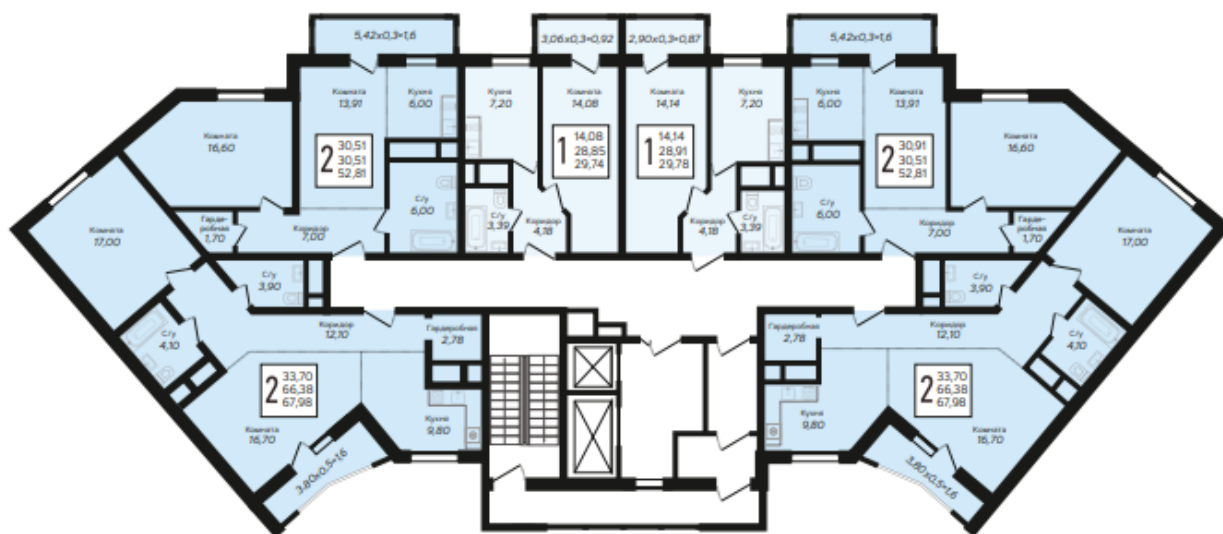 5,42х0,3=1,6
3,06х0,3=0,92
2,90х0,3=0,87
5,42х0,3=1,6
Комната
13,91
Кухня
6,00
Кухня
7,20
Комната
14,08
Комната
14,14
Кухня
7,20
Кухня
6,00
Комната
13,91
Комната
16,60
2
30,51
30,51
52,81
1
14,08
28,85
29,74
1
14,14
28,91
29,78
2
30,91
30,51
52,81
Комната
16,60
Комната
17,00
Гарде-
робная
1,70
Коридор
7,00
С/у
6,00
С/у
3,39
Коридор
4,18
Коридор
4,18
С/у
3,39
С/у
6,00
Коридор
7,00
Гарде-
робная
1,70
Комната
17,00
С/у
3,90
С/у
3,90
С/у
4,10
Коридор
12,10
Гардеробная
2,78
Гардеробная
2,78
Коридор
12,10
С/у
4,10
2
33,70
66,38
67,98
2
33,70
66,38
67,98
Комната
16,70
Кухня
9,80
Кухня
9,80
Комната
16,70
3,80х0,5=1,6
3,80х0,5=1,6